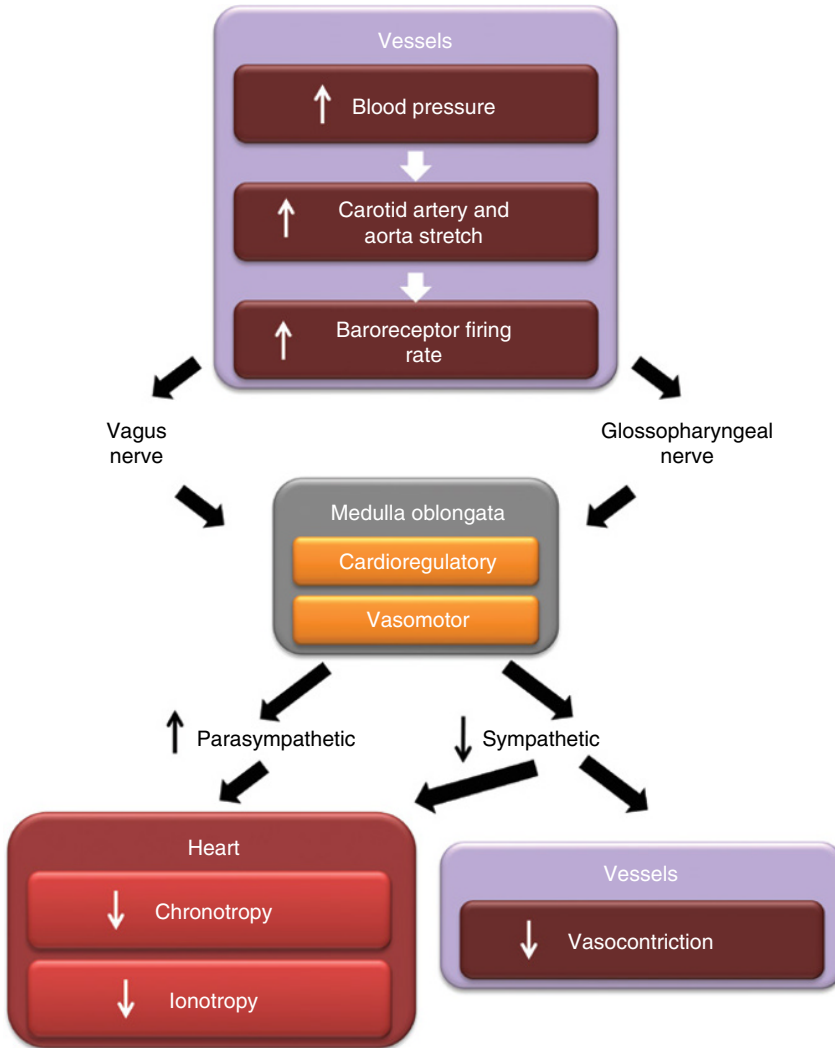 Vessels
Blood pressure
Carotid artery and
aorta stretch
Baroreceptor firing
rate
Vagus
nerve
Glossopharyngeal
nerve
Medulla oblongata
Cardioregulatory
Vasomotor
Parasympathetic
Sympathetic
Heart
Chronotropy
Ionotropy
Vessels
Vasocontriction